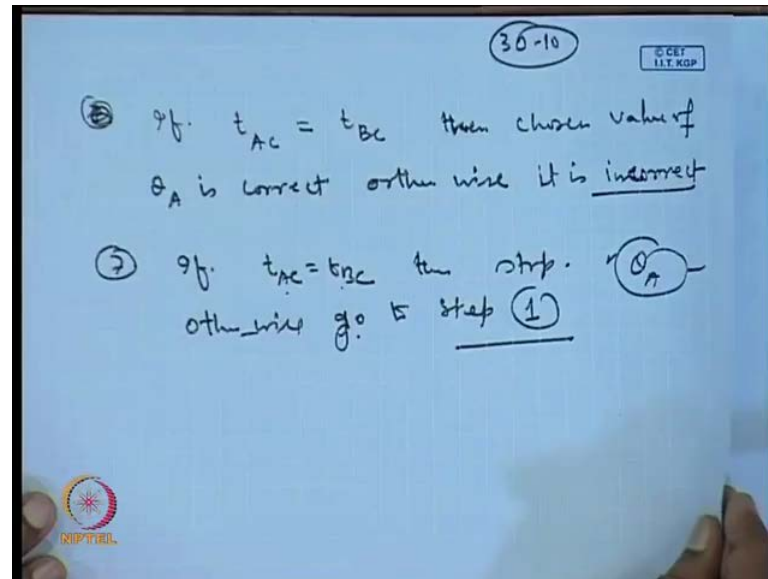 30-10
© CET
I.I.T. KGP
If. t_AC = t_BC then chosen value of
θ_A is correct otherwise it is incorrect
⑦ If. t_AC = t_BC then stop. θ_A
otherwise go to step ①
NPTEL